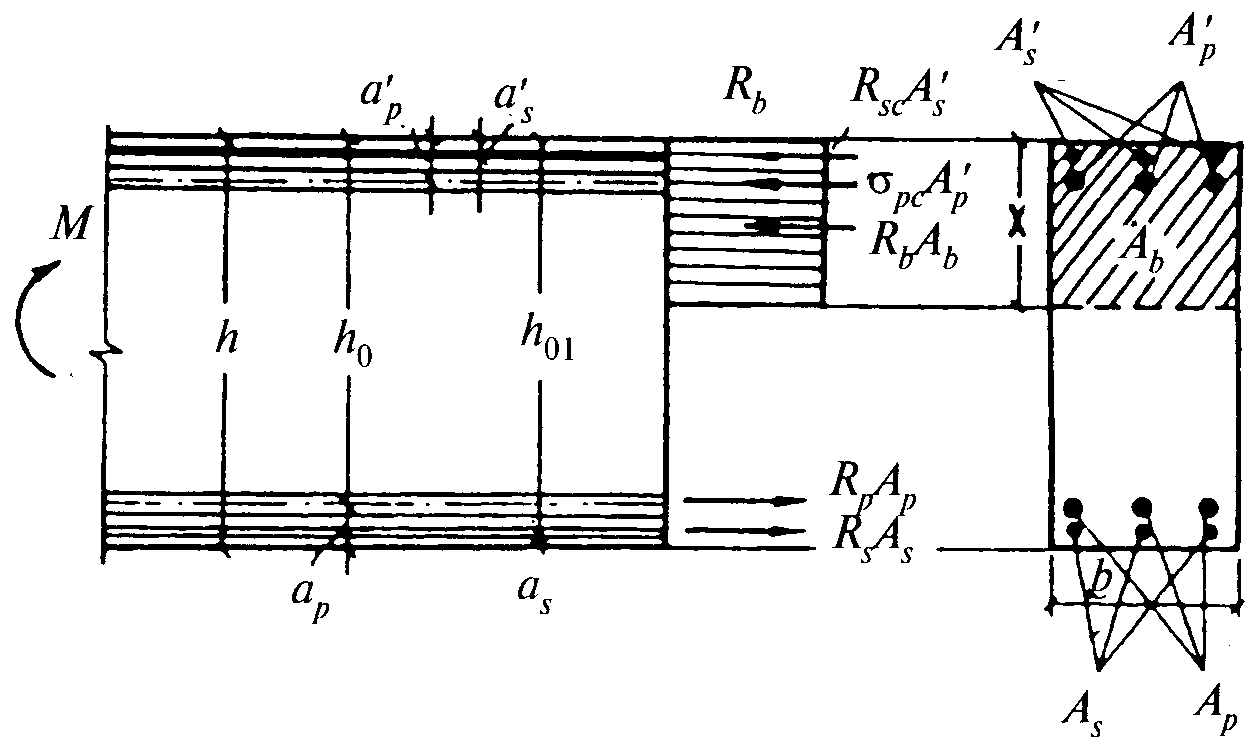 A′s A′p
a′p a′s Rb RscA′s
σpcA′p
M x RbAb Ab
h h0 h01
RpAp
RsAs
ap as b
As Ap